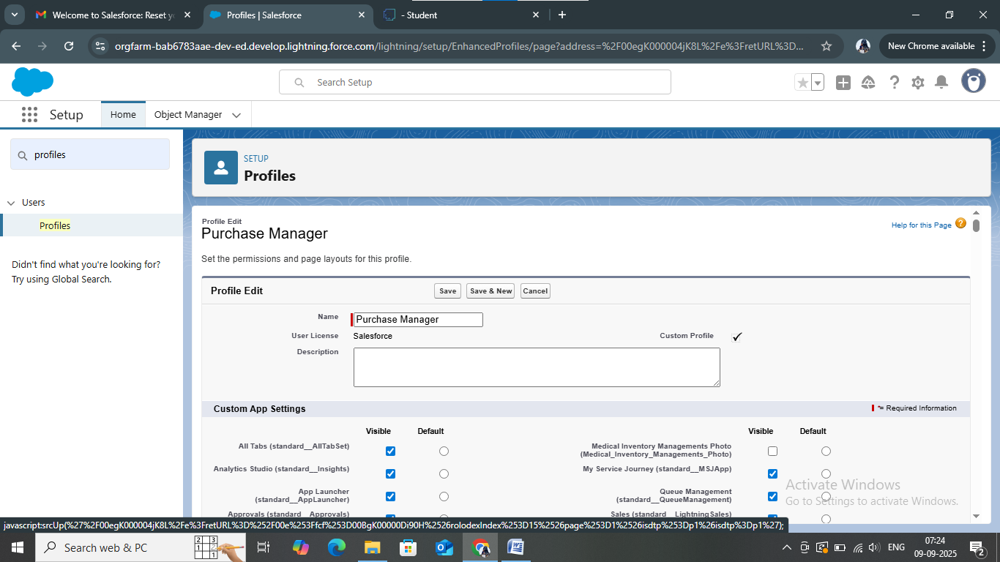 Welcome to Salesforce: Reset yo
Profiles | Salesforce
- Student
orgfarm-bab6783aae-dev-ed.develop.lightning.force.com/lightning/setup/EnhancedProfiles/page?address=%2F00egK000004jK8L%2Fe%3FretURL%3D...
New Chrome available
Search Setup
Setup
Home
Object Manager
profiles
Users
Profiles
Didn't find what you're looking for?
Try using Global Search.
SETUP
Profiles
Profile Edit
Purchase Manager
Help for this Page
Set the permissions and page layouts for this profile.
Profile Edit
Save
Save & New
Cancel
Name
Purchase Manager
User License
Salesforce
Custom Profile
Description
Custom App Settings
= Required Information
Visible
Default
Visible
Default
All Tabs (standard__AllTabSet)
Medical Inventory Managements Photo
(Medical_Inventory_Managements_Photo)
Analytics Studio (standard__Insights)
My Service Journey (standard__MSJApp)
App Launcher
(standard__AppLauncher)
Queue Management
(standard__QueueManagement)
Approvals (standard__Approvals)
Sales (standard__LightningSales)
Activate Windows
Go to Settings to activate Windows.
javascript:srcUp(%27%2F00egK000004jK8L%2Fe%3FretURL%3D%252F00e%253Ffcf%253D00BgK00000Di90H%2526rolodexIndex%253D15%2526page%253D1%2526isdtp%253Dp1%26isdtp%3Dp1%27);
Search web & PC
ENG
07:24
09-09-2025
2